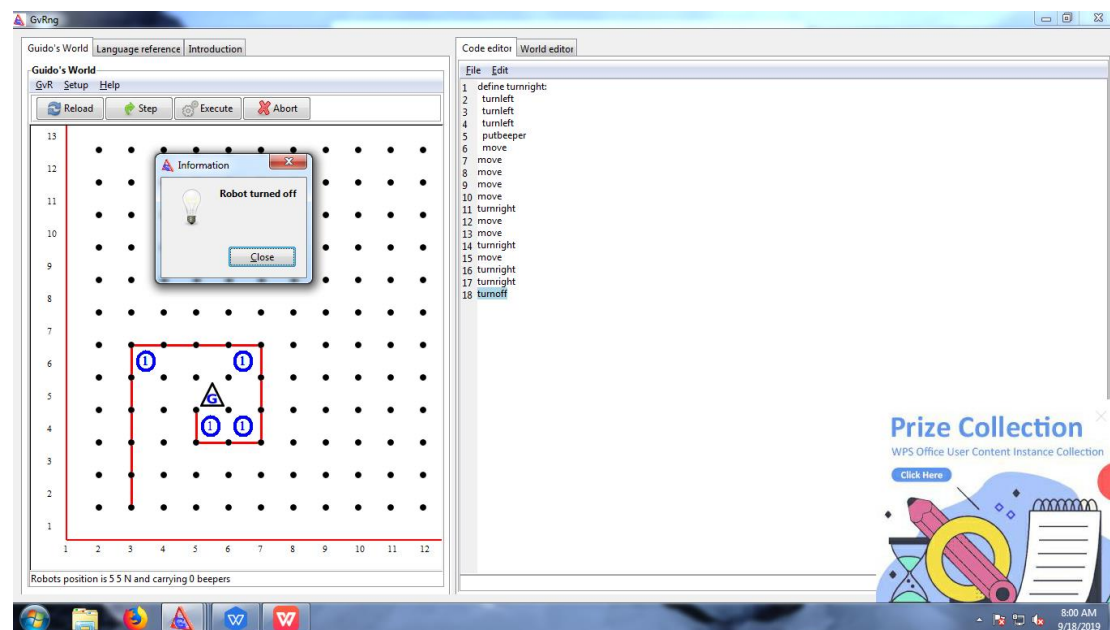 GvRng
Guido's World Language reference Introduction
Guido's World
GvR Setup Help
Reload Step Execute Abort
13
12
11
10
9
8
7
6
5
4
3
2
1
1 2 3 4 5 6 7 8 9 10 11 12
Information
Robot turned off
Close
1 1
G
1 1
Robots position is 5 5 N and carrying 0 beepers
Code editor World editor
File Edit
1 define turnright:
2 turnleft
3 turnleft
4 turnleft
5 putbeeper
6 move
7 move
8 move
9 move
10 move
11 turnright
12 move
13 move
14 turnright
15 move
16 turnright
17 turnright
18 turnoff
Prize Collection
WPS Office User Content Instance Collection
Click Here
8:00 AM
9/18/2019